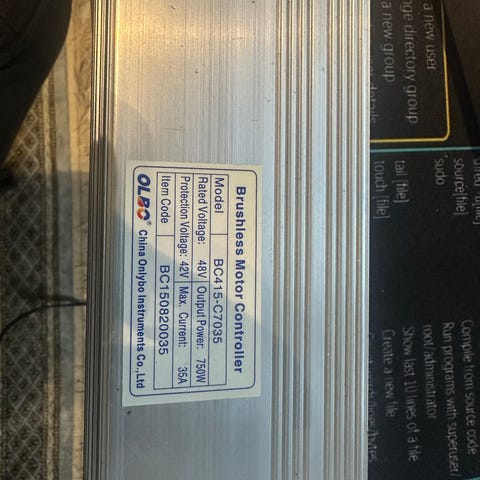 Brushless Motor Controller
Model BC415-C7035
Rated Voltage: 48V Output Power: 750W
Protection Voltage: 42V Max. Current: 35A
Item Code BC150820035
OLBO® China Onlybo Instruments Co.,Ltd
a new user
nge directory group
a new group
source[file]
sudo
tail [file]
touch [file]
Compile from source code
Run programs with superuser/
root/administrator
Show last 10 lines of a file
Create a new file